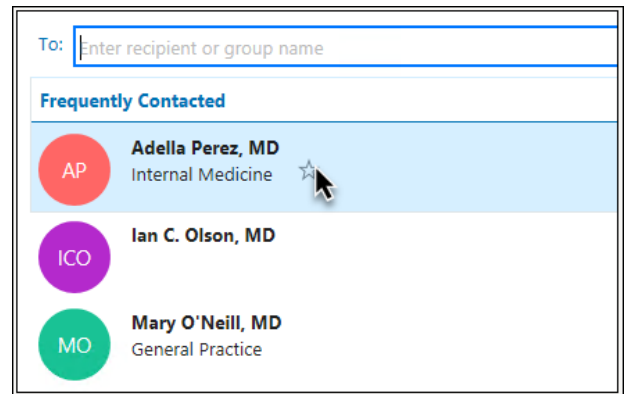 To: Enter recipient or group name
Frequently Contacted
AP
Adella Perez, MD
Internal Medicine
ICO
Ian C. Olson, MD
MO
Mary O'Neill, MD
General Practice